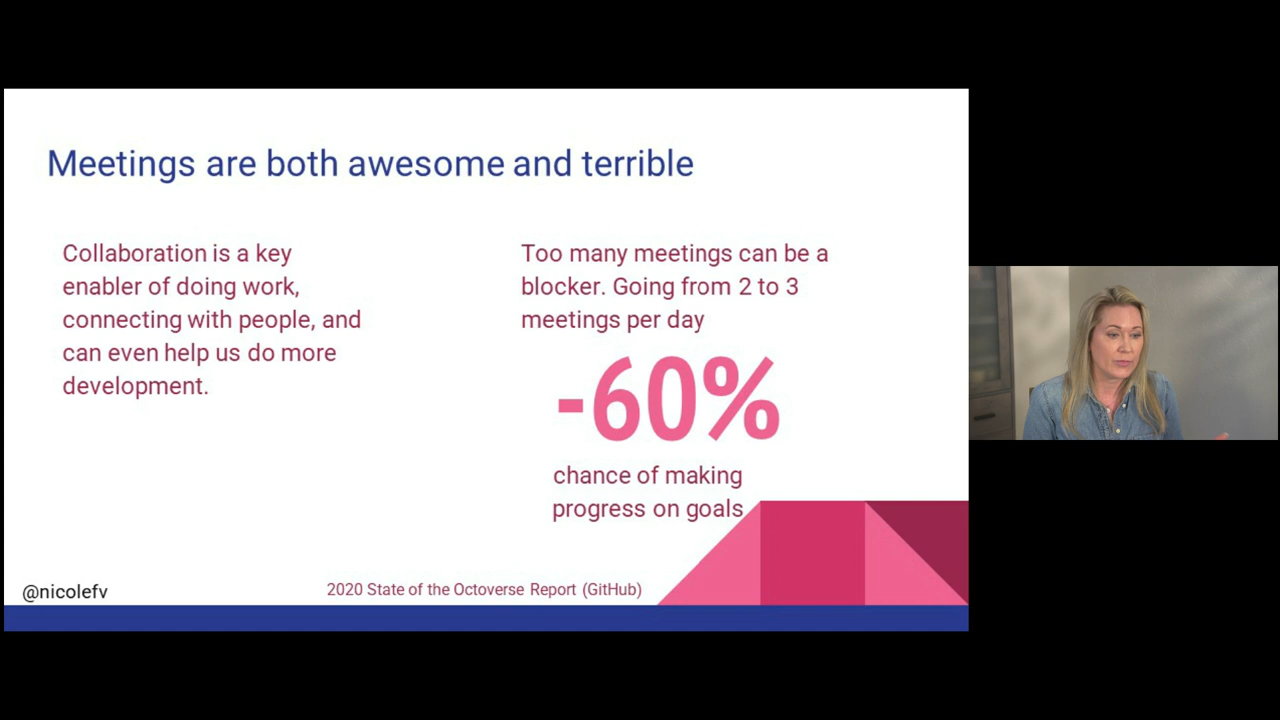 Meetings are both awesome and terrible
Collaboration is a key
enabler of doing work,
connecting with people, and
can even help us do more
development.
Too many meetings can be a
blocker. Going from 2 to 3
meetings per day
-60%
chance of making
progress on goals
@nicolefv
2020 State of the Octoverse Report (GitHub)